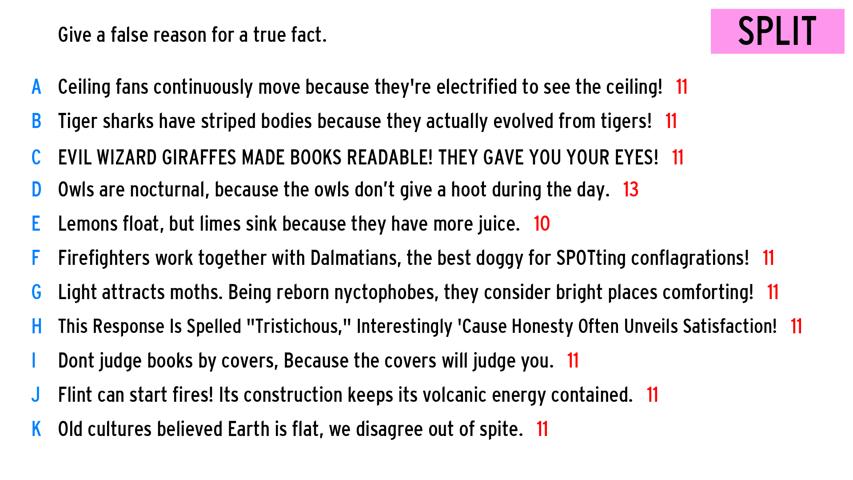 Give a false reason for a true fact.
SPLIT
A Ceiling fans continuously move because they're electrified to see the ceiling! 11
B Tiger sharks have striped bodies because they actually evolved from tigers! 11
C EVIL WIZARD GIRAFFES MADE BOOKS READABLE! THEY GAVE YOU YOUR EYES! 11
D Owls are nocturnal, because the owls don't give a hoot during the day. 13
E Lemons float, but limes sink because they have more juice. 10
F Firefighters work together with Dalmatians, the best doggy for SPOTting conflagrations! 11
G Light attracts moths. Being reborn nyctophobes, they consider bright places comforting! 11
H This Response Is Spelled "Tristichous," Interestingly 'Cause Honesty Often Unveils Satisfaction! 11
I Dont judge books by covers, Because the covers will judge you. 11
J Flint can start fires! Its construction keeps its volcanic energy contained. 11
K Old cultures believed Earth is flat, we disagree out of spite. 11